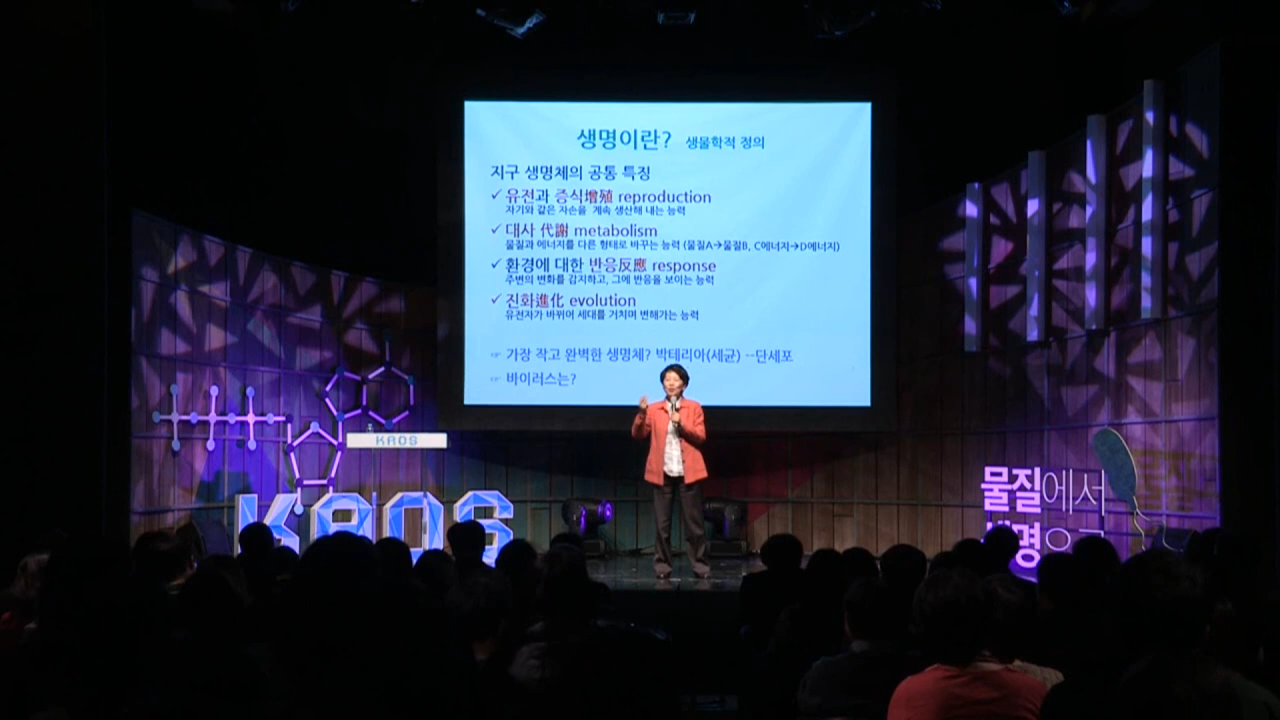 생명이란? 생물학적 정의
지구 생명체의 공통 특징
✓ 유전과 증식增殖 reproduction
자기와 같은 자손을 계속 생산해 내는 능력
✓ 대사 代謝 metabolism
물질과 에너지를 다른 형태로 바꾸는 능력 (물질A→물질B, C에너지→D에너지)
✓ 환경에 대한 반응反應 response
주변의 변화를 감지하고, 그에 반응을 보이는 능력
✓ 진화進化 evolution
유전자가 바뀌어 세대를 거치며 변해가는 능력
☞ 가장 작고 완벽한 생명체? 박테리아(세균) --단세포
☞ 바이러스는?
KAOS
KAOS
물질에서
생명으로